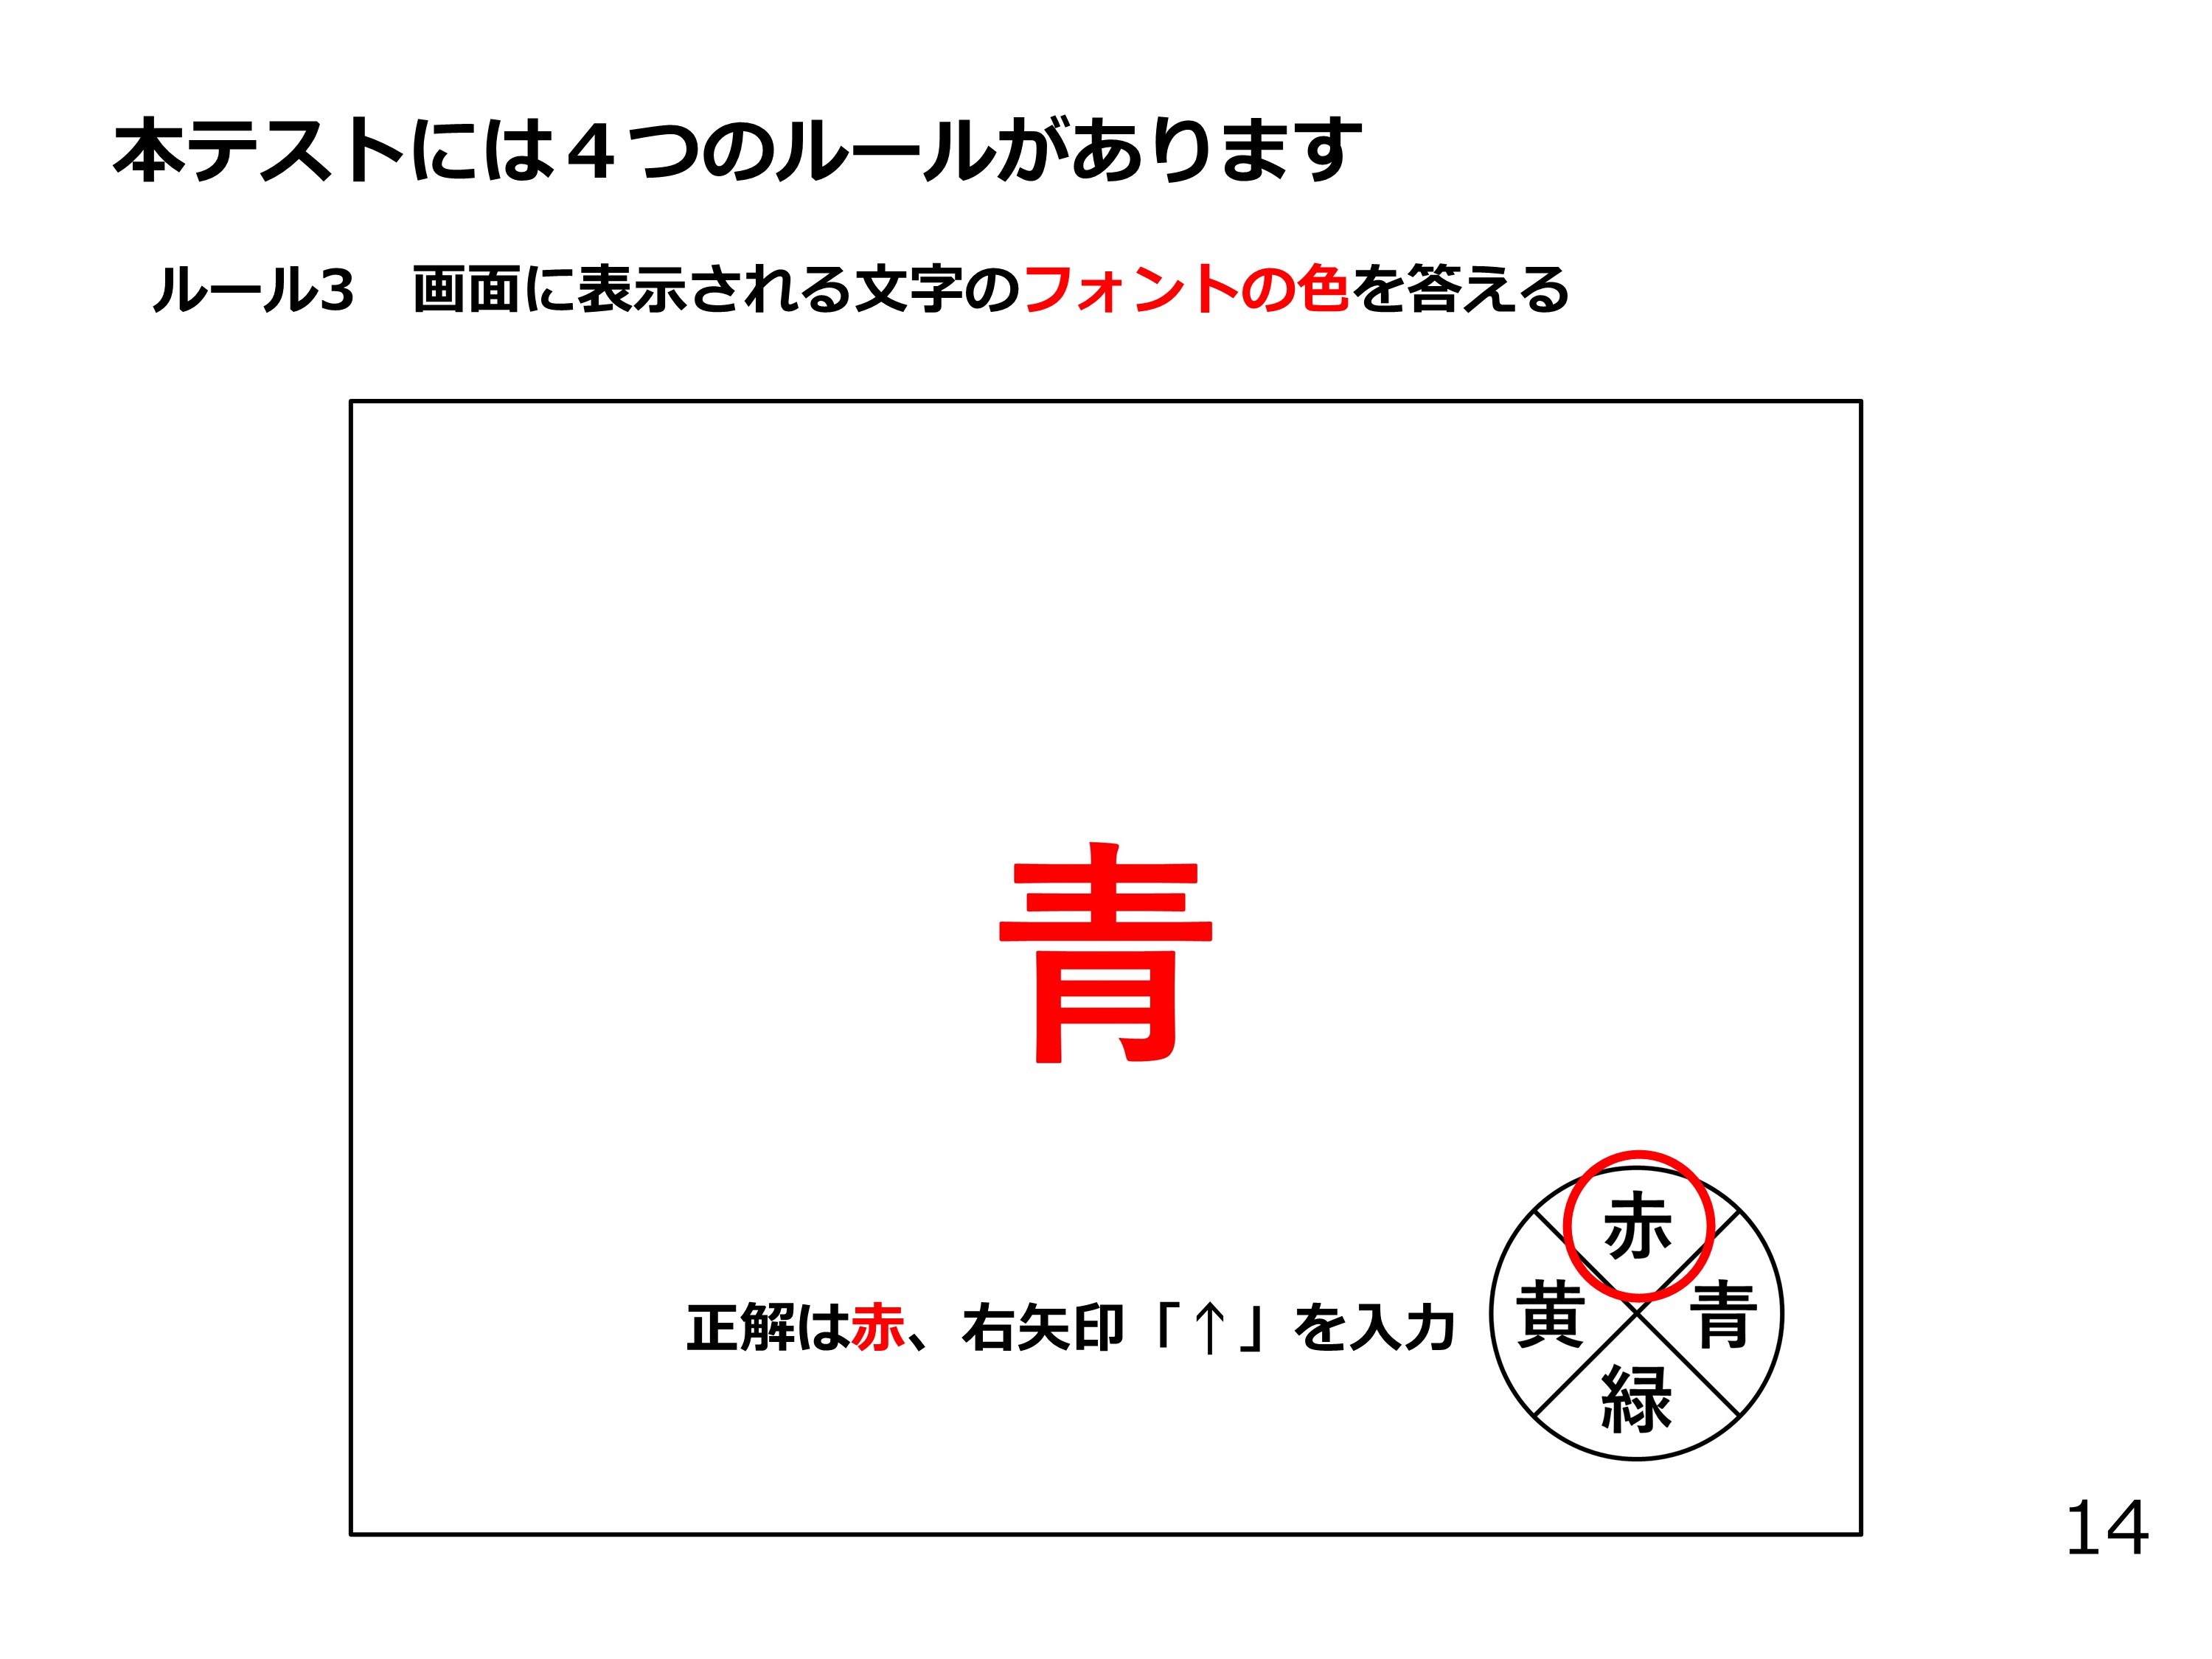 本テストには４つのルールがあります
ルール3　画面に表示される文字のフォントの色を答える
青
赤
黄 青
正解は赤、右矢印「↑」を入力
緑
14